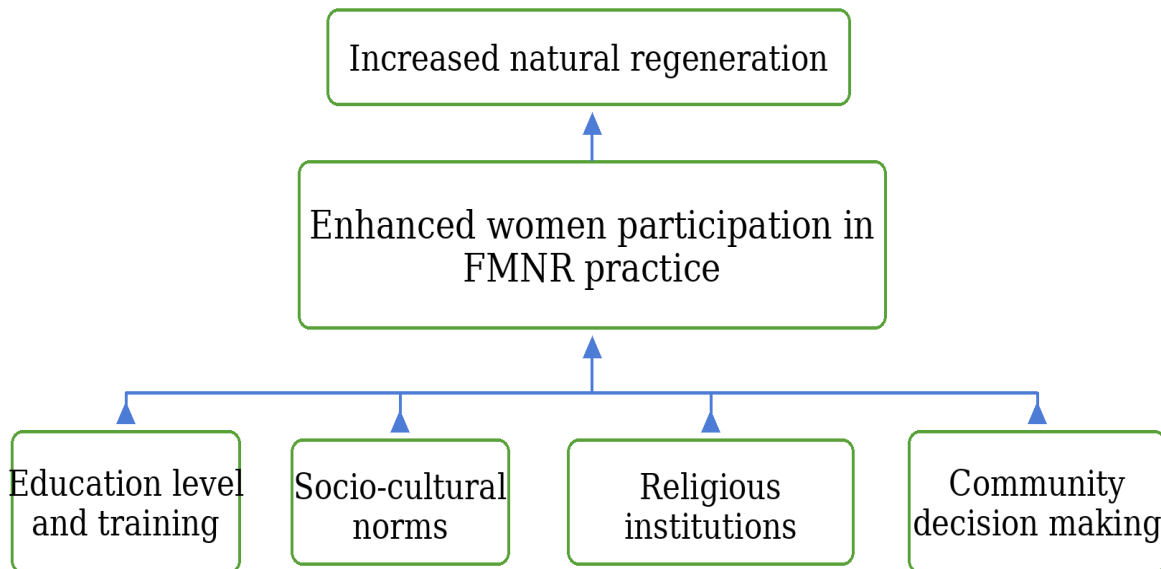 Increased natural regeneration
Enhanced women participation in
FMNR practice
Education level
and training
Socio-cultural
norms
Religious
institutions
Community
decision making